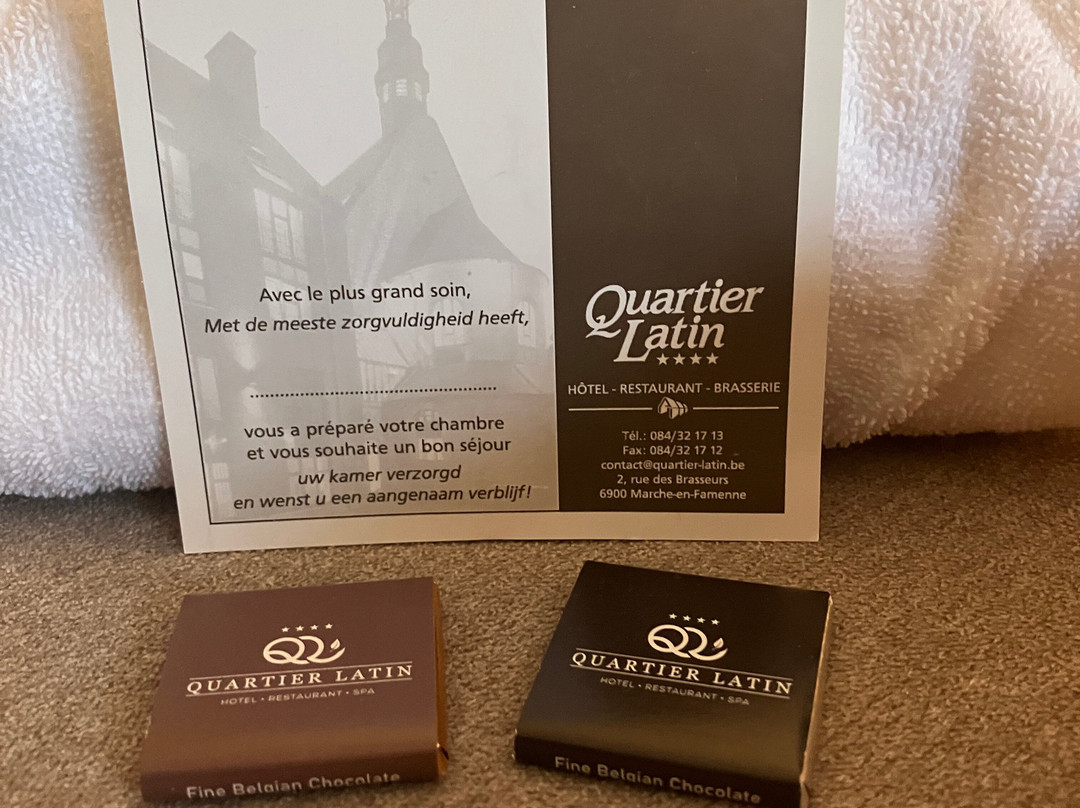 Avec le plus grand soin,
Met de meeste zorgvuldigheid heeft,
..................................................
vous a préparé votre chambre
et vous souhaite un bon séjour
uw kamer verzorgd
en wenst u een aangenaam verblijf!
Quartier
Latin
★★★★
HÔTEL - RESTAURANT - BRASSERIE
Tél.: 084/32 17 13
Fax: 084/32 17 12
contact@quartier-latin.be
2, rue des Brasseurs
6900 Marche-en-Famenne
QUARTIER LATIN
HOTEL • RESTAURANT • SPA
Fine Belgian Chocolate
QUARTIER LATIN
HOTEL • RESTAURANT • SPA
Fine Belgian Chocolate